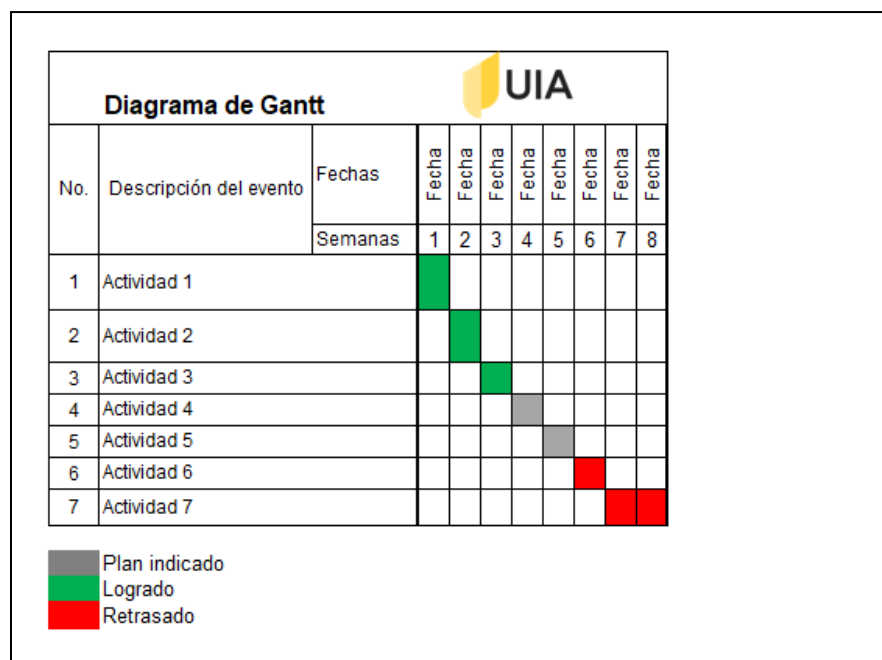 UIA
Diagrama de Gantt
No. Descripción del evento Fechas Fecha Fecha Fecha Fecha Fecha Fecha Fecha Fecha
Semanas 1 2 3 4 5 6 7 8
1 Actividad 1
2 Actividad 2
3 Actividad 3
4 Actividad 4
5 Actividad 5
6 Actividad 6
7 Actividad 7
Plan indicado
Logrado
Retrasado